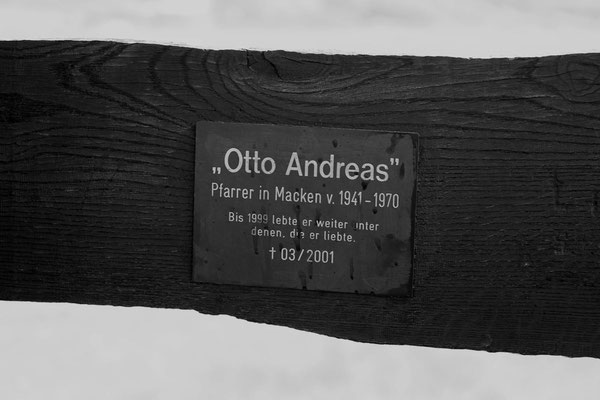 „Otto Andreas”
Pfarrer in Macken v. 1941 - 1970
Bis 1999 lebte er weiter unter
denen, die er liebte.
† 03/2001